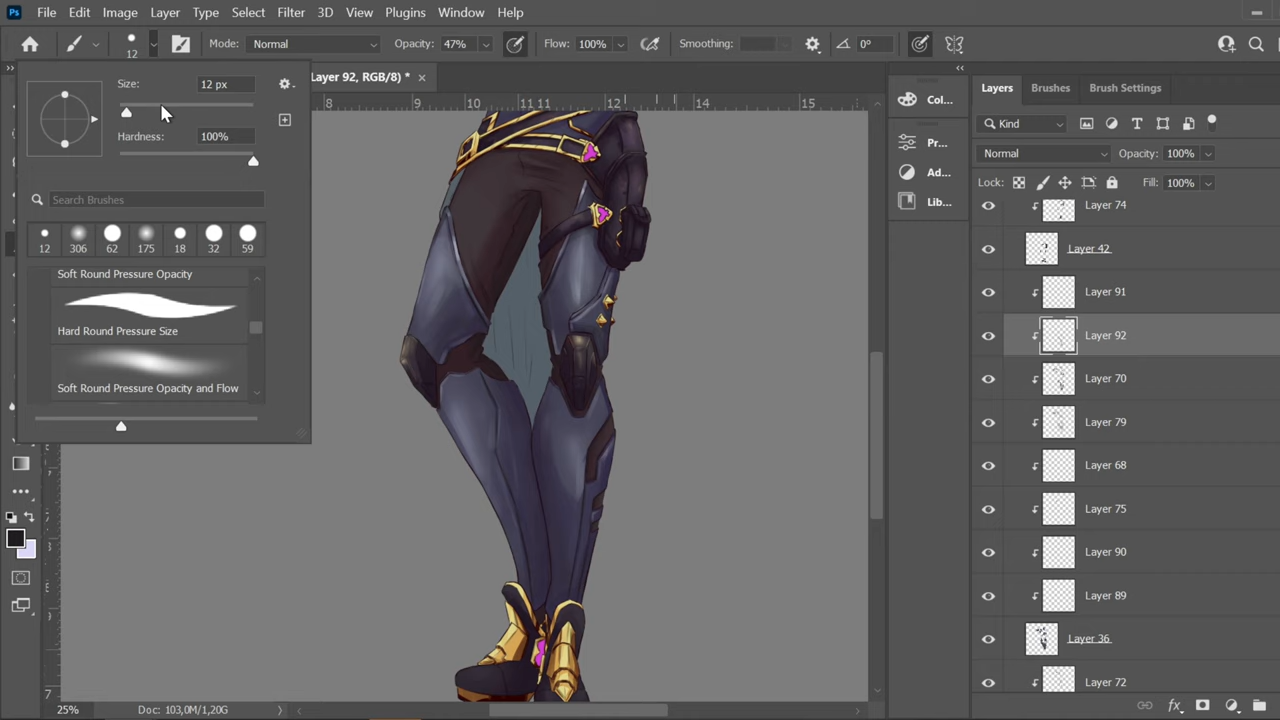 Ps File Edit Image Layer Type Select Filter 3D View Plugins Window Help
12 Mode: Normal Opacity: 47% Flow: 100% Smoothing: 0°
Layer 92, RGB/8) *
8 10 11 11 12 14 15
Size: 12 px
Hardness: 100%
Search Brushes
12 306 62 175 18 32 59
Soft Round Pressure Opacity
Hard Round Pressure Size
Soft Round Pressure Opacity and Flow
Col...
Pr...
Ad...
Lib...
Layers Brushes Brush Settings
Kind
Normal Opacity: 100%
Lock: Fill: 100%
Layer 74
Layer 42
Layer 91
Layer 92
Layer 70
Layer 79
Layer 68
Layer 75
Layer 90
Layer 89
Layer 36
Layer 72
25% Doc: 103,0M/1,20G
fx